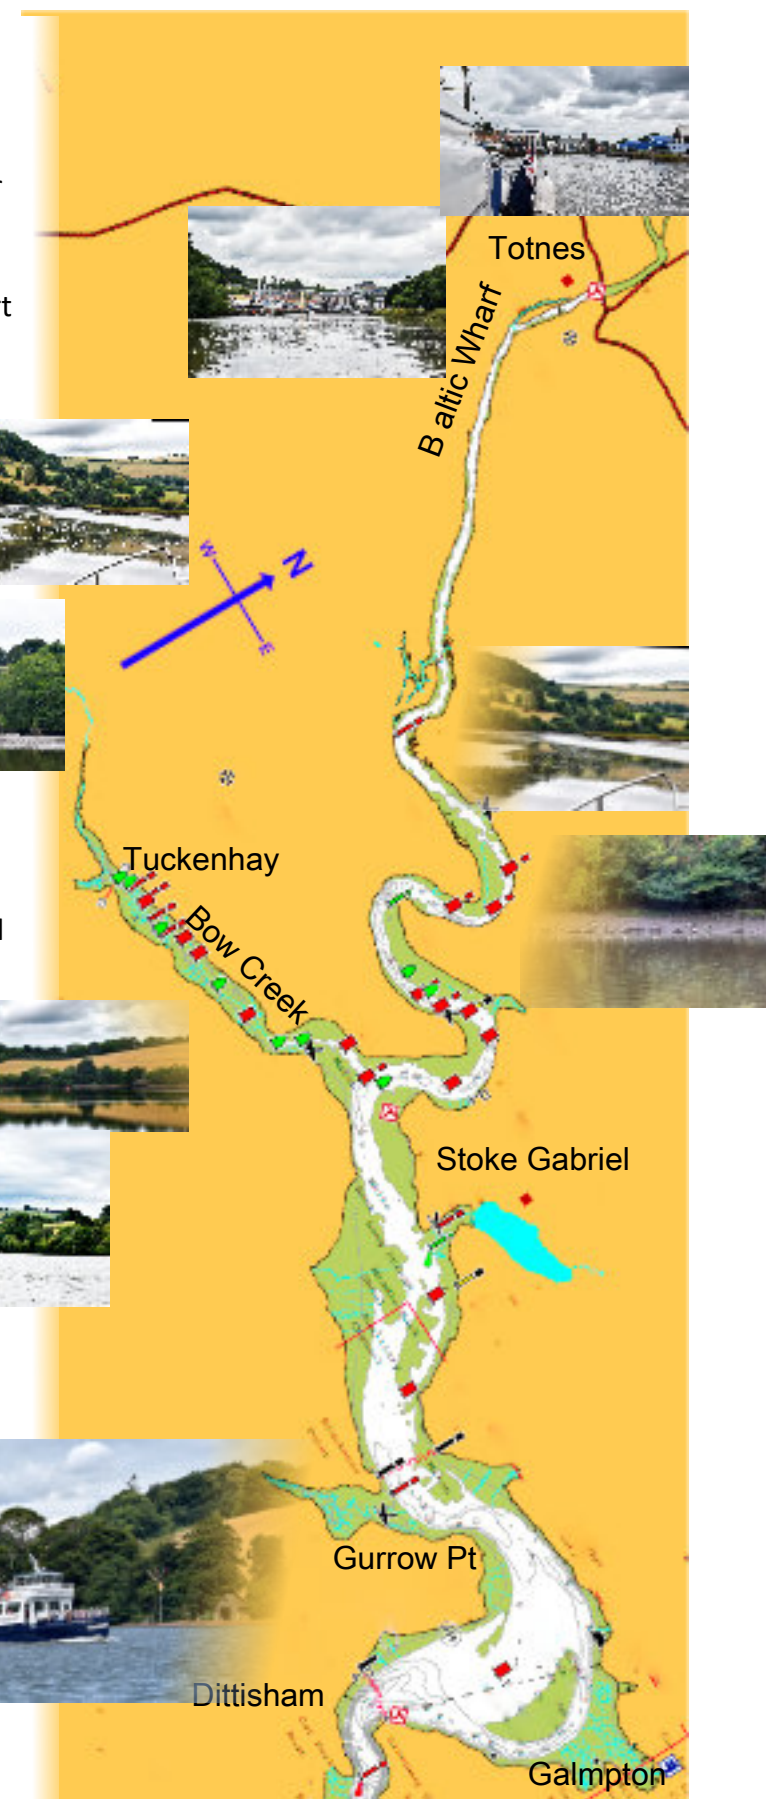 Totnes
B altic Wharf
N
W
E
Tuckenhay
Bow Creek
Stoke Gabriel
Gurrow Pt
Dittisham
Galmpton